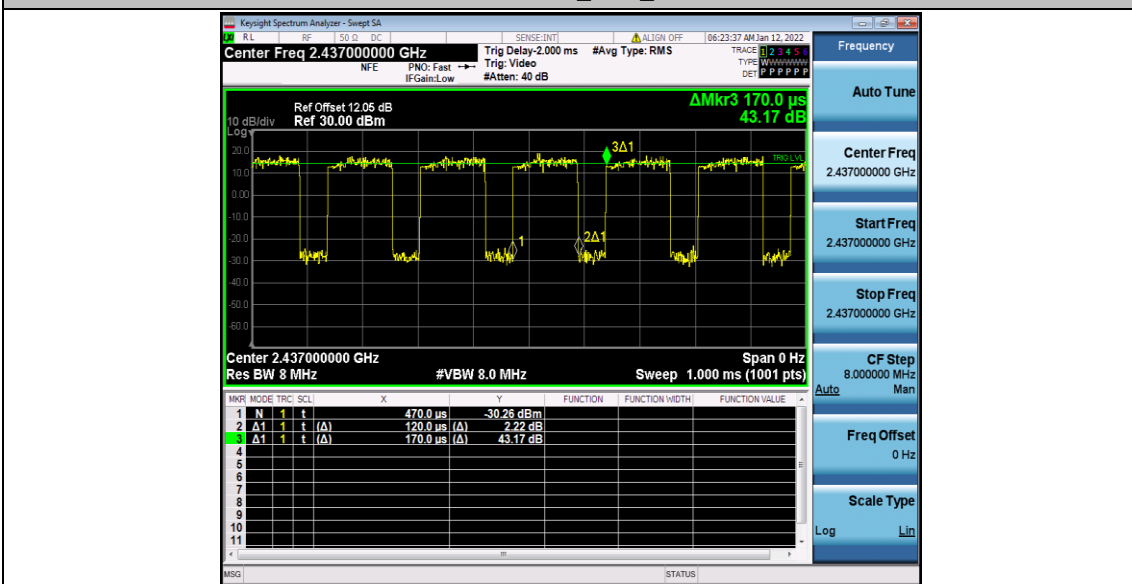 Keysight Spectrum Analyzer - Swept SA
LXI RL RF 50 Ω DC SENSE:INT ALIGN OFF 06:23:37 AM Jan 12, 2022
Center Freq 2.437000000 GHz Trig Delay-2.000 ms #Avg Type: RMS TRACE 1 2 3 4 5 6
NFE PNO: Fast Trig: Video TYPE WWWWWW
IFGain:Low #Atten: 40 dB DET P P P P P P
Frequency
Auto Tune
Center Freq
2.437000000 GHz
Start Freq
2.437000000 GHz
Stop Freq
2.437000000 GHz
CF Step
8.000000 MHz
Auto Man
Freq Offset
0 Hz
Scale Type
Log Lin
ΔMkr3 170.0 µs
43.17 dB
Ref Offset 12.05 dB
10 dB/div Ref 30.00 dBm
Log
20.0
10.0
0.00
-10.0
-20.0
-30.0
-40.0
-50.0
-60.0
3Δ1
TRIG LVL
1
2Δ1
Center 2.437000000 GHz Span 0 Hz
Res BW 8 MHz #VBW 8.0 MHz Sweep 1.000 ms (1001 pts)
MKR MODE TRC SCL X Y FUNCTION FUNCTION WIDTH FUNCTION VALUE
1 N 1 t 470.0 µs -30.26 dBm
2 Δ1 1 t (Δ) 120.0 µs (Δ) 2.22 dB
3 Δ1 1 t (Δ) 170.0 µs (Δ) 43.17 dB
4
5
6
7
8
9
10
11
MSG STATUS